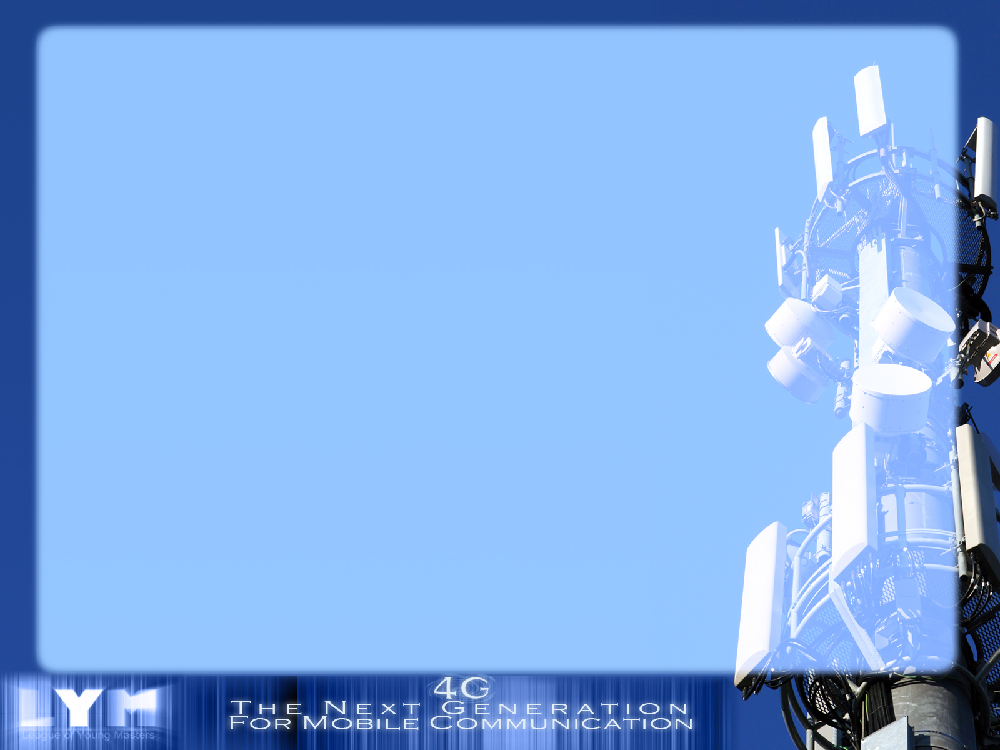 4G
THE NEXT GENERATION
FOR MOBILE COMMUNICATION
LYM
League of Young Masters